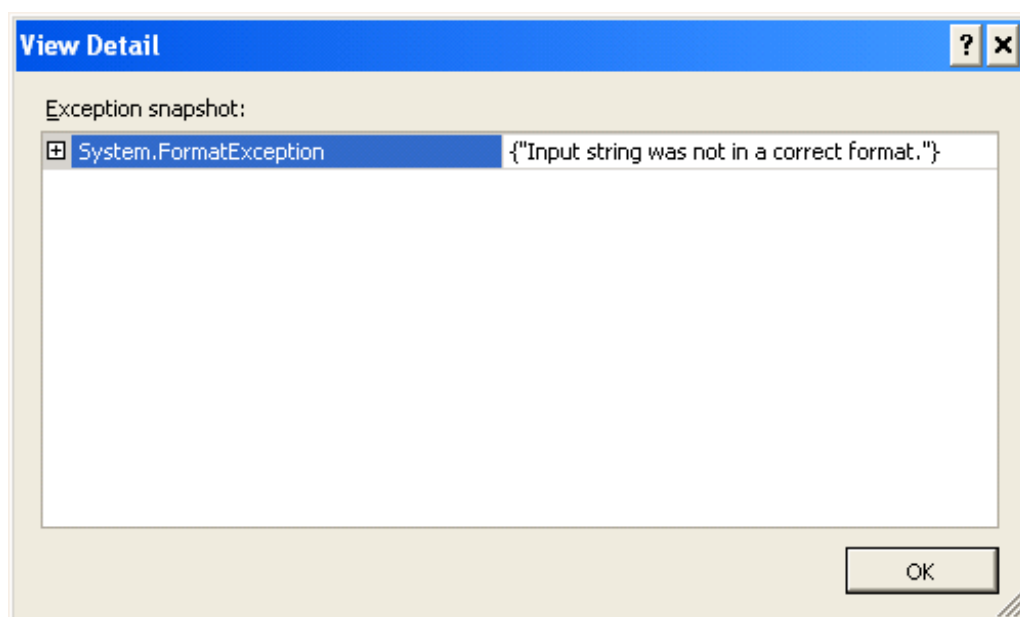 View Detail
Exception snapshot:
System.FormatException {"Input string was not in a correct format."}
OK